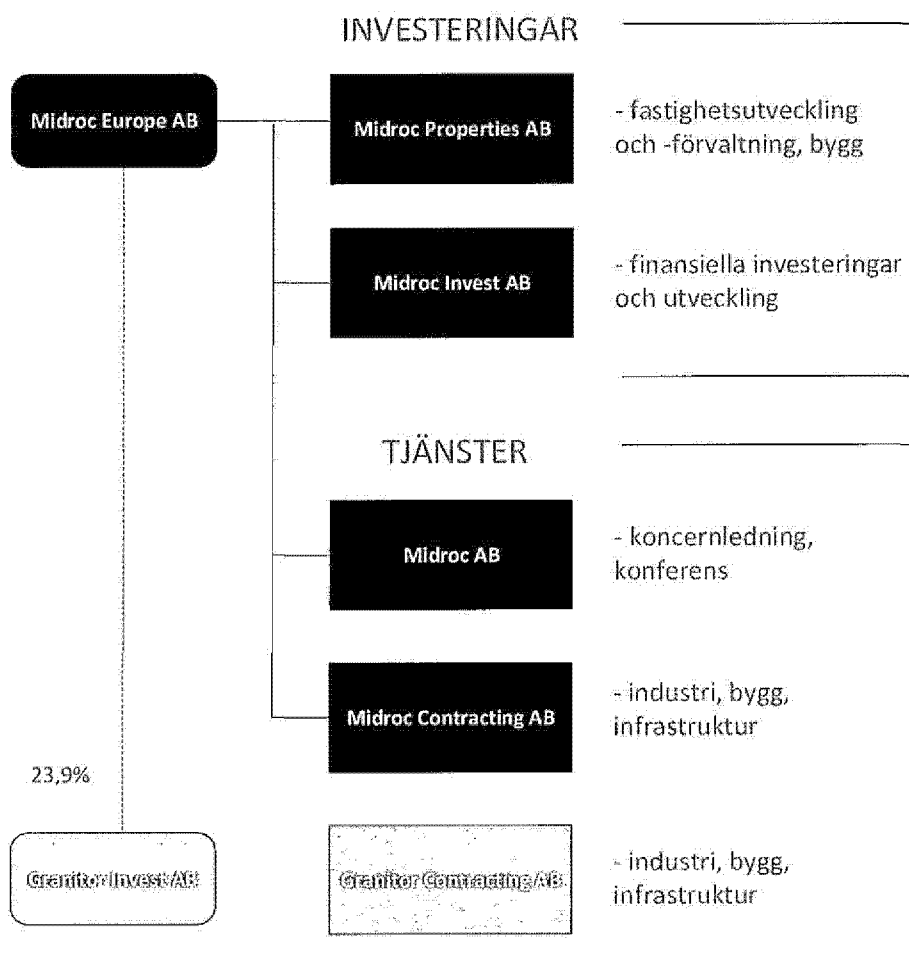 INVESTERINGAR
Midroc Europe AB
Midroc Properties AB
- fastighetsutveckling
och -förvaltning, bygg
Midroc Invest AB
- finansiella investeringar
och utveckling
TJÄNSTER
Midroc AB
- koncernledning,
konferens
Midroc Contracting AB
- industri, bygg,
infrastruktur
23,9%
Granitor Invest AB
Granitor Contracting AB
- industri, bygg,
infrastruktur